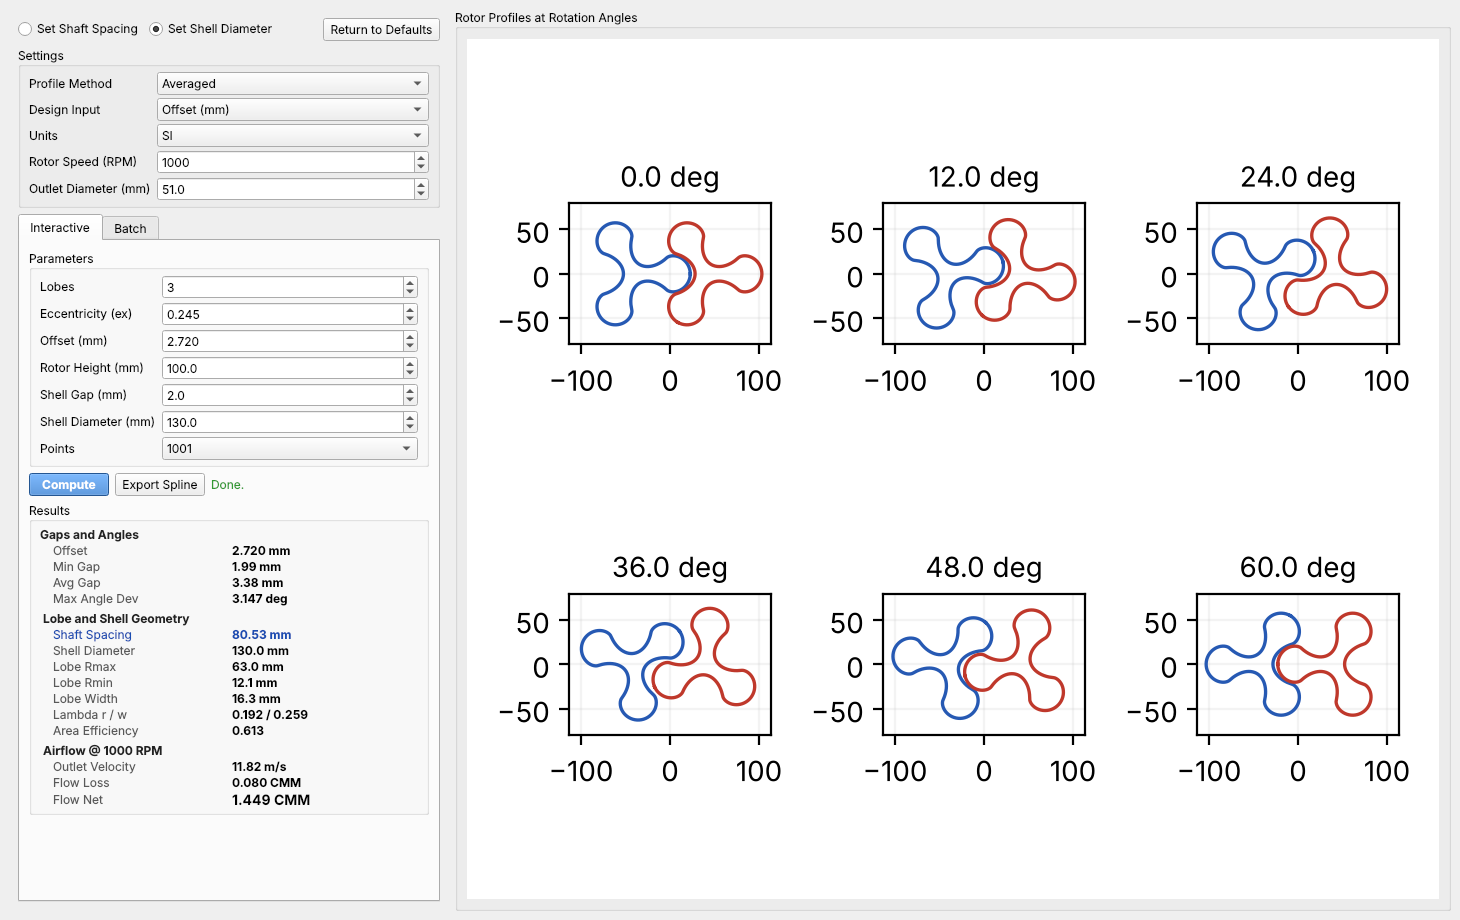 Set Shaft Spacing
Set Shell Diameter
Return to Defaults
Settings
Profile Method Averaged
Design Input Offset (mm)
Units SI
Rotor Speed (RPM) 1000
Outlet Diameter (mm) 51.0
Interactive
Batch
Parameters
Lobes 3
Eccentricity (ex) 0.245
Offset (mm) 2.720
Rotor Height (mm) 100.0
Shell Gap (mm) 2.0
Shell Diameter (mm) 130.0
Points 1001
Compute
Export Spline
Done.
Results
Gaps and Angles
Offset 2.720 mm
Min Gap 1.99 mm
Avg Gap 3.38 mm
Max Angle Dev 3.147 deg
Lobe and Shell Geometry
Shaft Spacing 80.53 mm
Shell Diameter 130.0 mm
Lobe Rmax 63.0 mm
Lobe Rmin 12.1 mm
Lobe Width 16.3 mm
Lambda r / w 0.192 / 0.259
Area Efficiency 0.613
Airflow @ 1000 RPM
Outlet Velocity 11.82 m/s
Flow Loss 0.080 CMM
Flow Net 1.449 CMM
Rotor Profiles at Rotation Angles
0.0 deg
50
0
−50
−100 0 100
12.0 deg
50
0
−50
−100 0 100
24.0 deg
50
0
−50
−100 0 100
36.0 deg
50
0
−50
−100 0 100
48.0 deg
50
0
−50
−100 0 100
60.0 deg
50
0
−50
−100 0 100